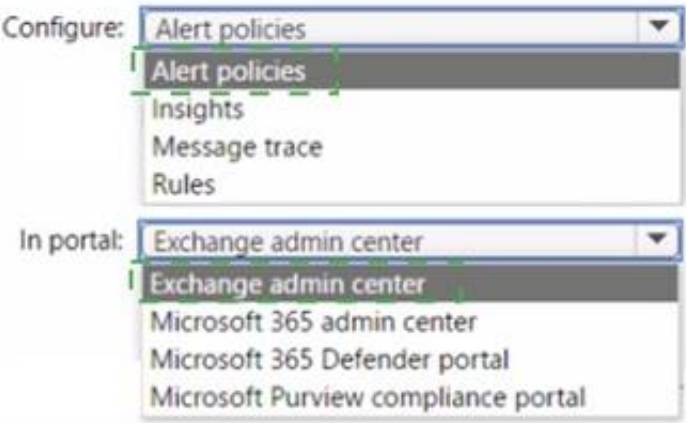 Configure: Alert policies
Alert policies
Insights
Message trace
Rules
In portal: Exchange admin center
Exchange admin center
Microsoft 365 admin center
Microsoft 365 Defender portal
Microsoft Purview compliance portal